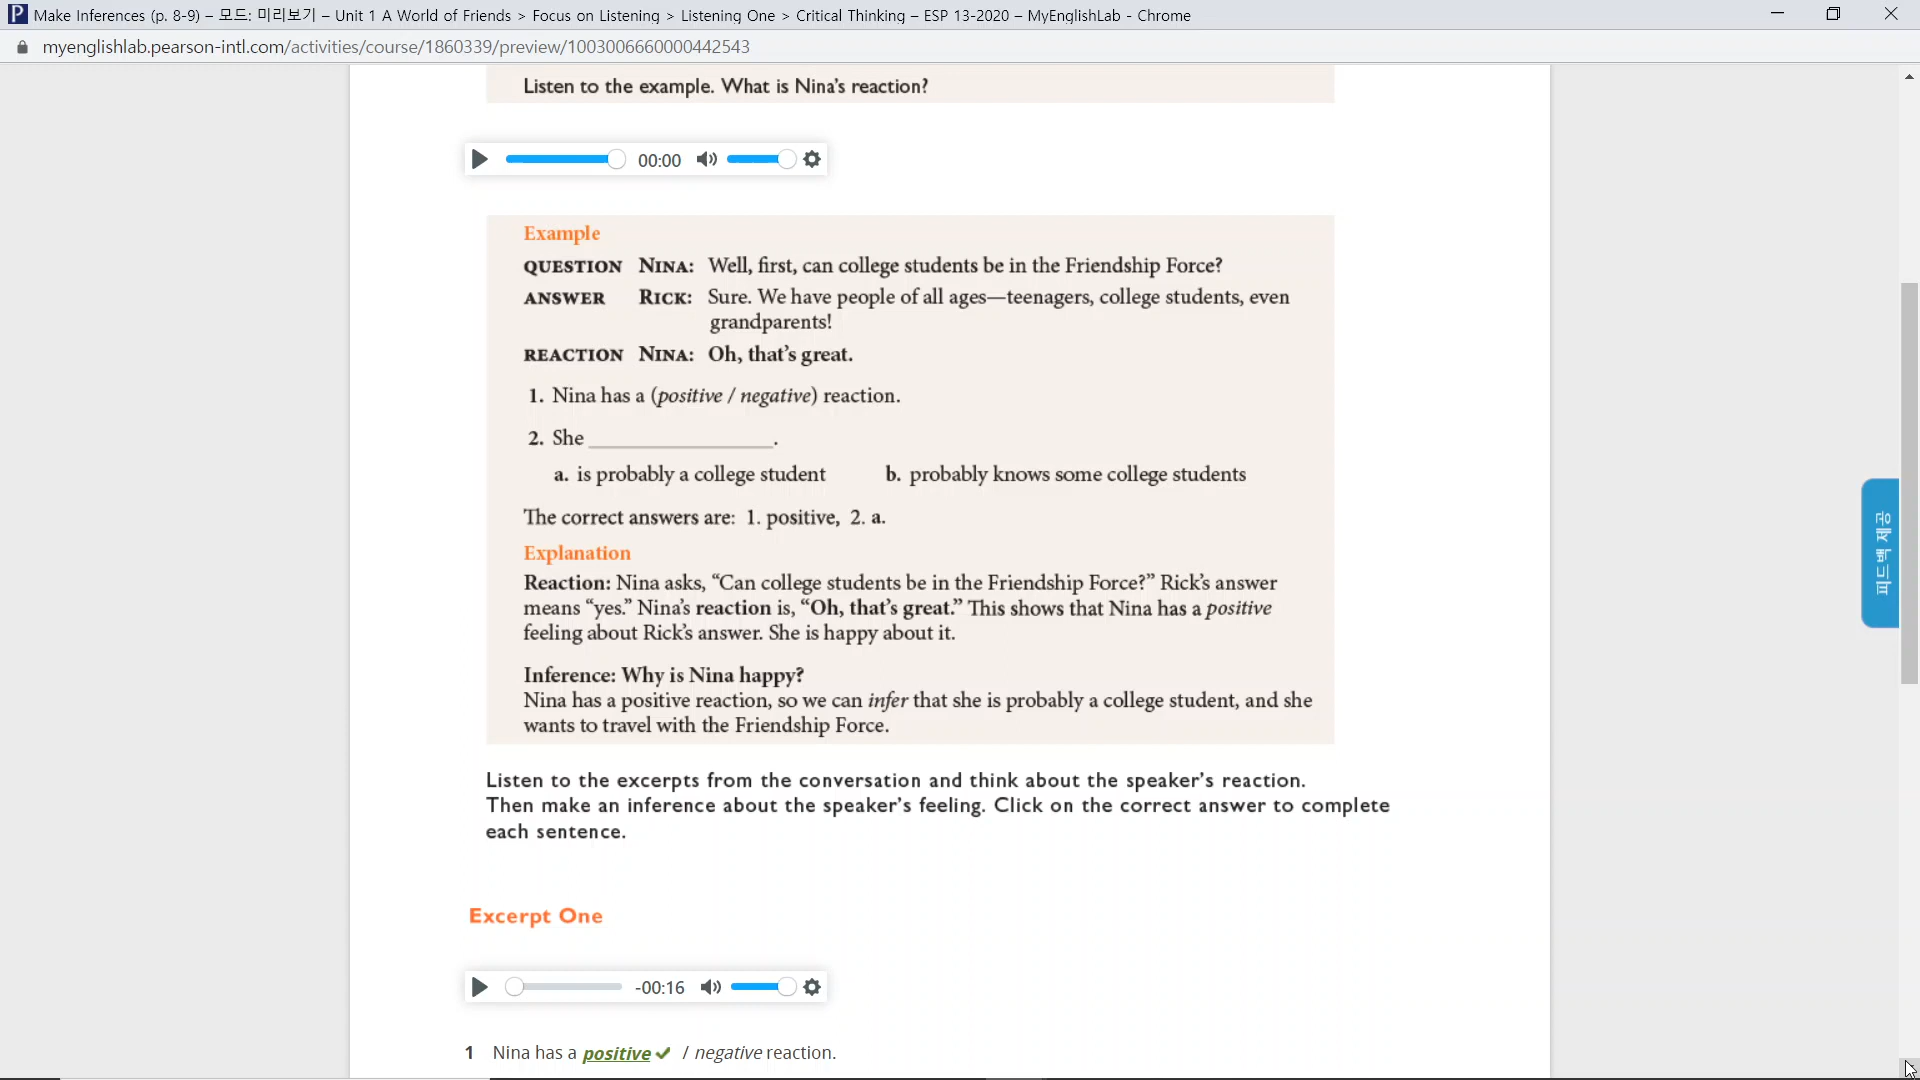 Make Inferences (p. 8-9) – 모드: 미리보기 – Unit 1 A World of Friends > Focus on Listening > Listening One > Critical Thinking – ESP 13-2020 – MyEnglishLab - Chrome
myenglishlab.pearson-intl.com/activities/course/1860339/preview/1003006660000442543
Listen to the example. What is Nina's reaction?
00:00
Example
QUESTION NINA: Well, first, can college students be in the Friendship Force?
ANSWER RICK: Sure. We have people of all ages—teenagers, college students, even
grandparents!
REACTION NINA: Oh, that's great.
1. Nina has a (positive / negative) reaction.
2. She ____________________.
a. is probably a college student b. probably knows some college students
The correct answers are: 1. positive, 2. a.
Explanation
Reaction: Nina asks, “Can college students be in the Friendship Force?” Rick's answer
means “yes.” Nina's reaction is, “Oh, that's great.” This shows that Nina has a positive
feeling about Rick's answer. She is happy about it.
Inference: Why is Nina happy?
Nina has a positive reaction, so we can infer that she is probably a college student, and she
wants to travel with the Friendship Force.
Listen to the excerpts from the conversation and think about the speaker's reaction.
Then make an inference about the speaker's feeling. Click on the correct answer to complete
each sentence.
Excerpt One
-00:16
1 Nina has a positive ✔ / negative reaction.
피드백 제공